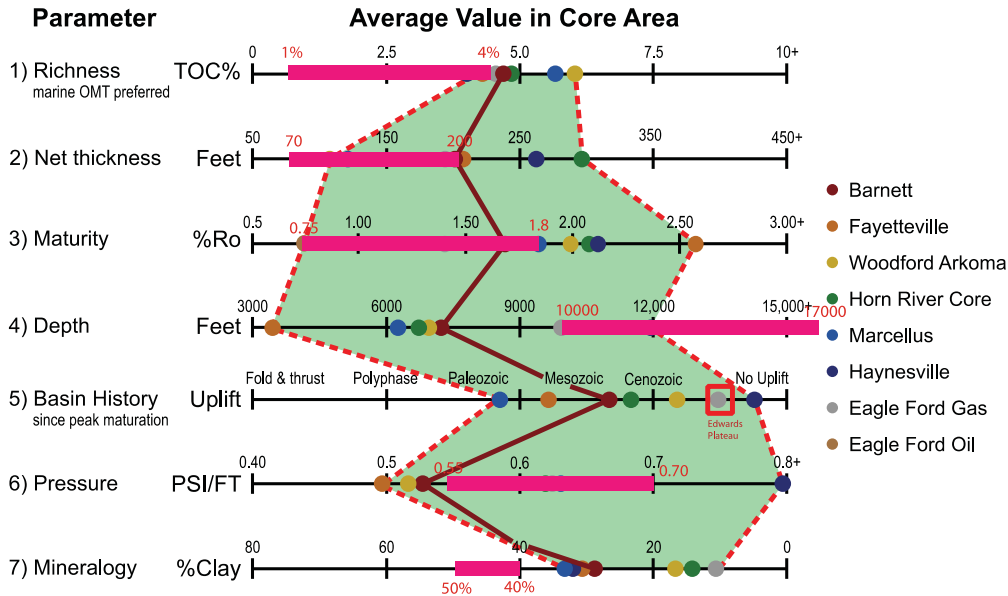 Parameter
Average Value in Core Area
0 2.5 5.0 7.5 10+
1% 4%
1) Richness TOC%
marine OMT preferred
50 150 250 350 450+
70 200
2) Net thickness Feet
0.5 1.00 1.50 2.00 2.50 3.00+
0.75 1.8
3) Maturity %Ro
3000 6000 9000 12,000 15,000+
10000 17000
4) Depth Feet
Fold & thrust Polyphase Paleozoic Mesozoic Cenozoic No Uplift
5) Basin History Uplift
since peak maturation
Edwards
Plateau
0.40 0.5 0.6 0.7 0.8+
0.55 0.70
6) Pressure PSI/FT
80 60 40 20 0
7) Mineralogy %Clay
50% 40%
Barnett
Fayetteville
Woodford Arkoma
Horn River Core
Marcellus
Haynesville
Eagle Ford Gas
Eagle Ford Oil